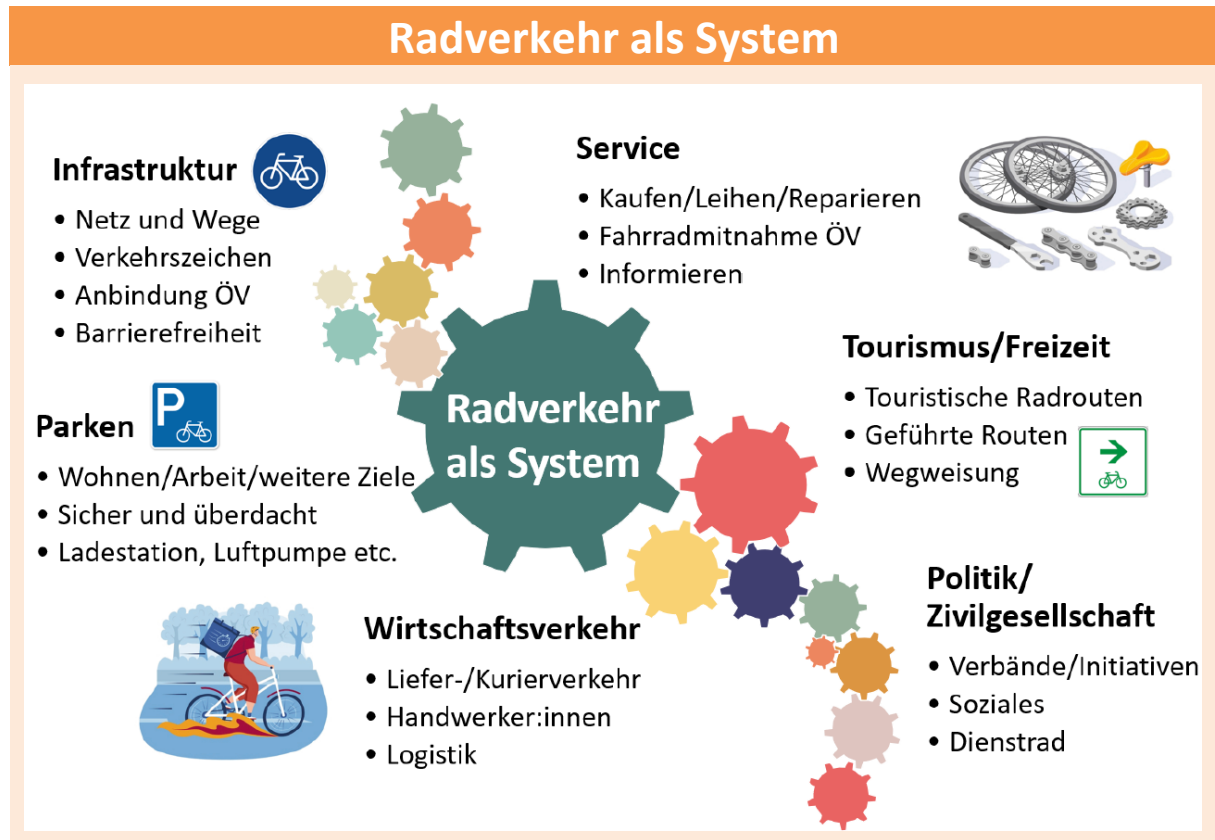 Radverkehr als System
Infrastruktur
• Netz und Wege
• Verkehrszeichen
• Anbindung ÖV
• Barrierefreiheit
Service
• Kaufen/Leihen/Reparieren
• Fahrradmitnahme ÖV
• Informieren
Radverkehr
als System
Tourismus/Freizeit
• Touristische Radrouten
• Geführte Routen
• Wegweisung
P
Parken
• Wohnen/Arbeit/weitere Ziele
• Sicher und überdacht
• Ladestation, Luftpumpe etc.
Wirtschaftsverkehr
• Liefer-/Kurierverkehr
• Handwerker:innen
• Logistik
Politik/
Zivilgesellschaft
• Verbände/Initiativen
• Soziales
• Dienstrad